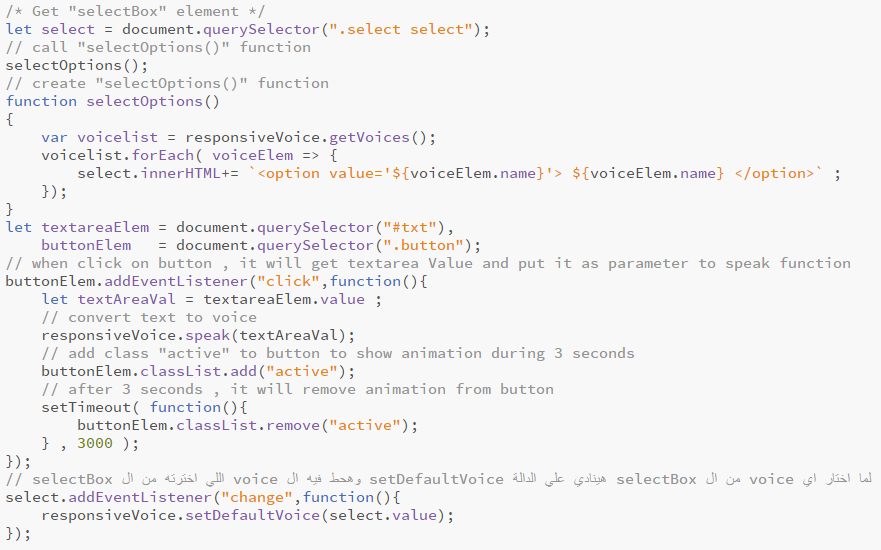 /* Get "selectBox" element */
let select = document.querySelector(".select select");
// call "selectOptions()" function
selectOptions();
// create "selectOptions()" function
function selectOptions()
{
    var voicelist = responsiveVoice.getVoices();
    voicelist.forEach( voiceElem => {
        select.innerHTML+= `<option value='${voiceElem.name}'> ${voiceElem.name} </option>` ;
    });
}
let textareaElem = document.querySelector("#txt"),
    buttonElem   = document.querySelector(".button");
// when click on button , it will get textarea Value and put it as parameter to speak function
buttonElem.addEventListener("click",function(){
    let textAreaVal = textareaElem.value ;
    // convert text to voice
    responsiveVoice.speak(textAreaVal);
    // add class "active" to button to show animation during 3 seconds
    buttonElem.classList.add("active");
    // after 3 seconds , it will remove animation from button
    setTimeout( function(){
        buttonElem.classList.remove("active");
    } , 3000 );
});
// لما اختار اي voice من ال selectBox هينادي علي الدالة setDefaultVoice وهحط فيه ال voice اللي اخترته من ال selectBox
select.addEventListener("change",function(){
    responsiveVoice.setDefaultVoice(select.value);
});